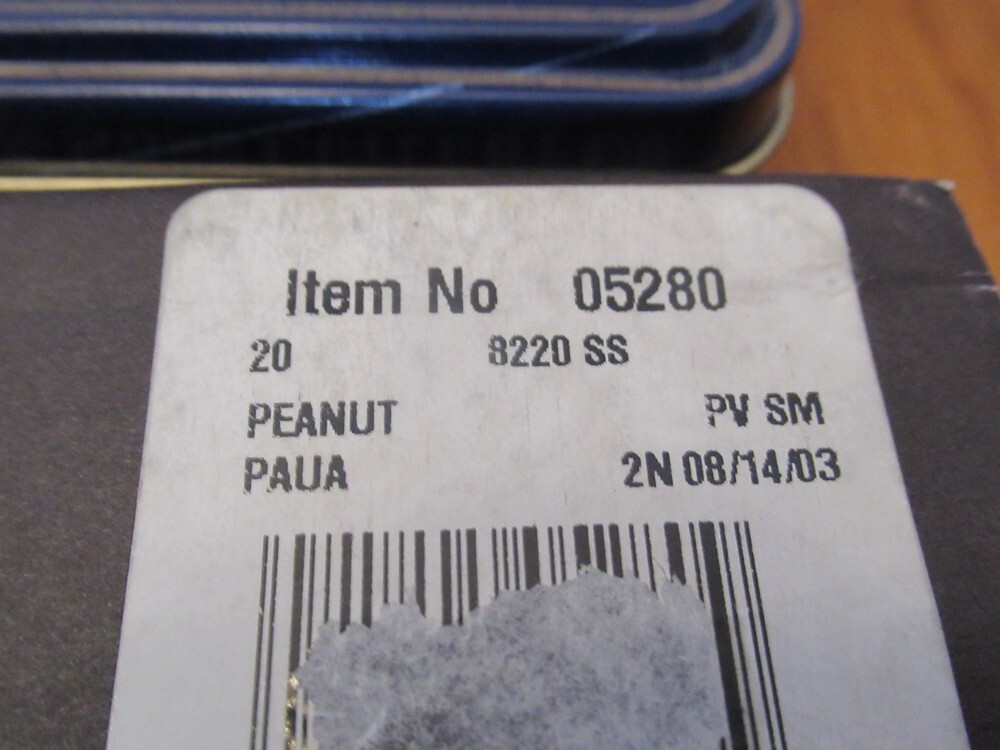 Item No 05280
20 8220 SS
PEANUT PV SM
PAUA 2N 08/14/03